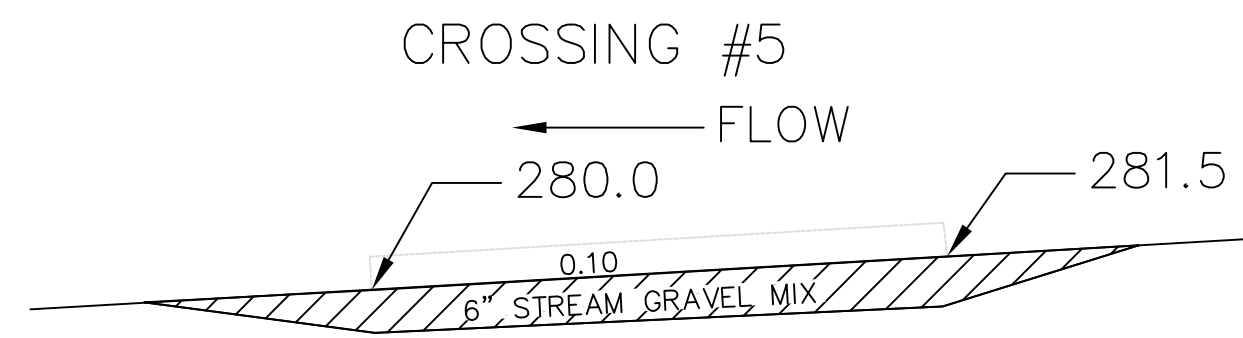 CROSSING #5
FLOW
280.0
281.5
0.10
6” STREAM GRAVEL MIX